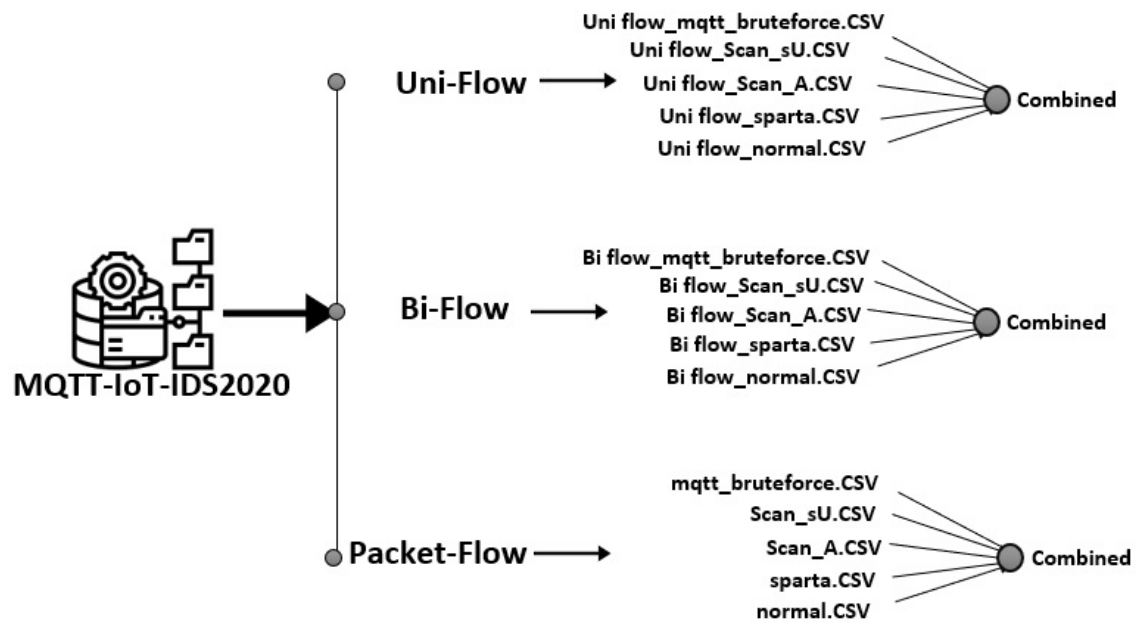 Uni flow_mqtt_bruteforce.CSV
Uni flow_Scan_sU.CSV
Uni-Flow
Uni flow_Scan_A.CSV
Combined
Uni flow_sparta.CSV
Uni flow_normal.CSV
Bi flow_mqtt_bruteforce.CSV
Bi flow_Scan_sU.CSV
Bi-Flow
Bi flow_Scan_A.CSV
Combined
Bi flow_sparta.CSV
Bi flow_normal.CSV
MQTT-IoT-IDS2020
mqtt_bruteforce.CSV
Scan_sU.CSV
Packet-Flow
Scan_A.CSV
Combined
sparta.CSV
normal.CSV